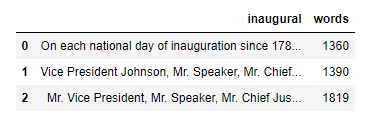 inaugural words
0 On each national day of inauguration since 178... 1360
1 Vice President Johnson, Mr. Speaker, Mr. Chief... 1390
2 Mr. Vice President, Mr. Speaker, Mr. Chief Jus... 1819